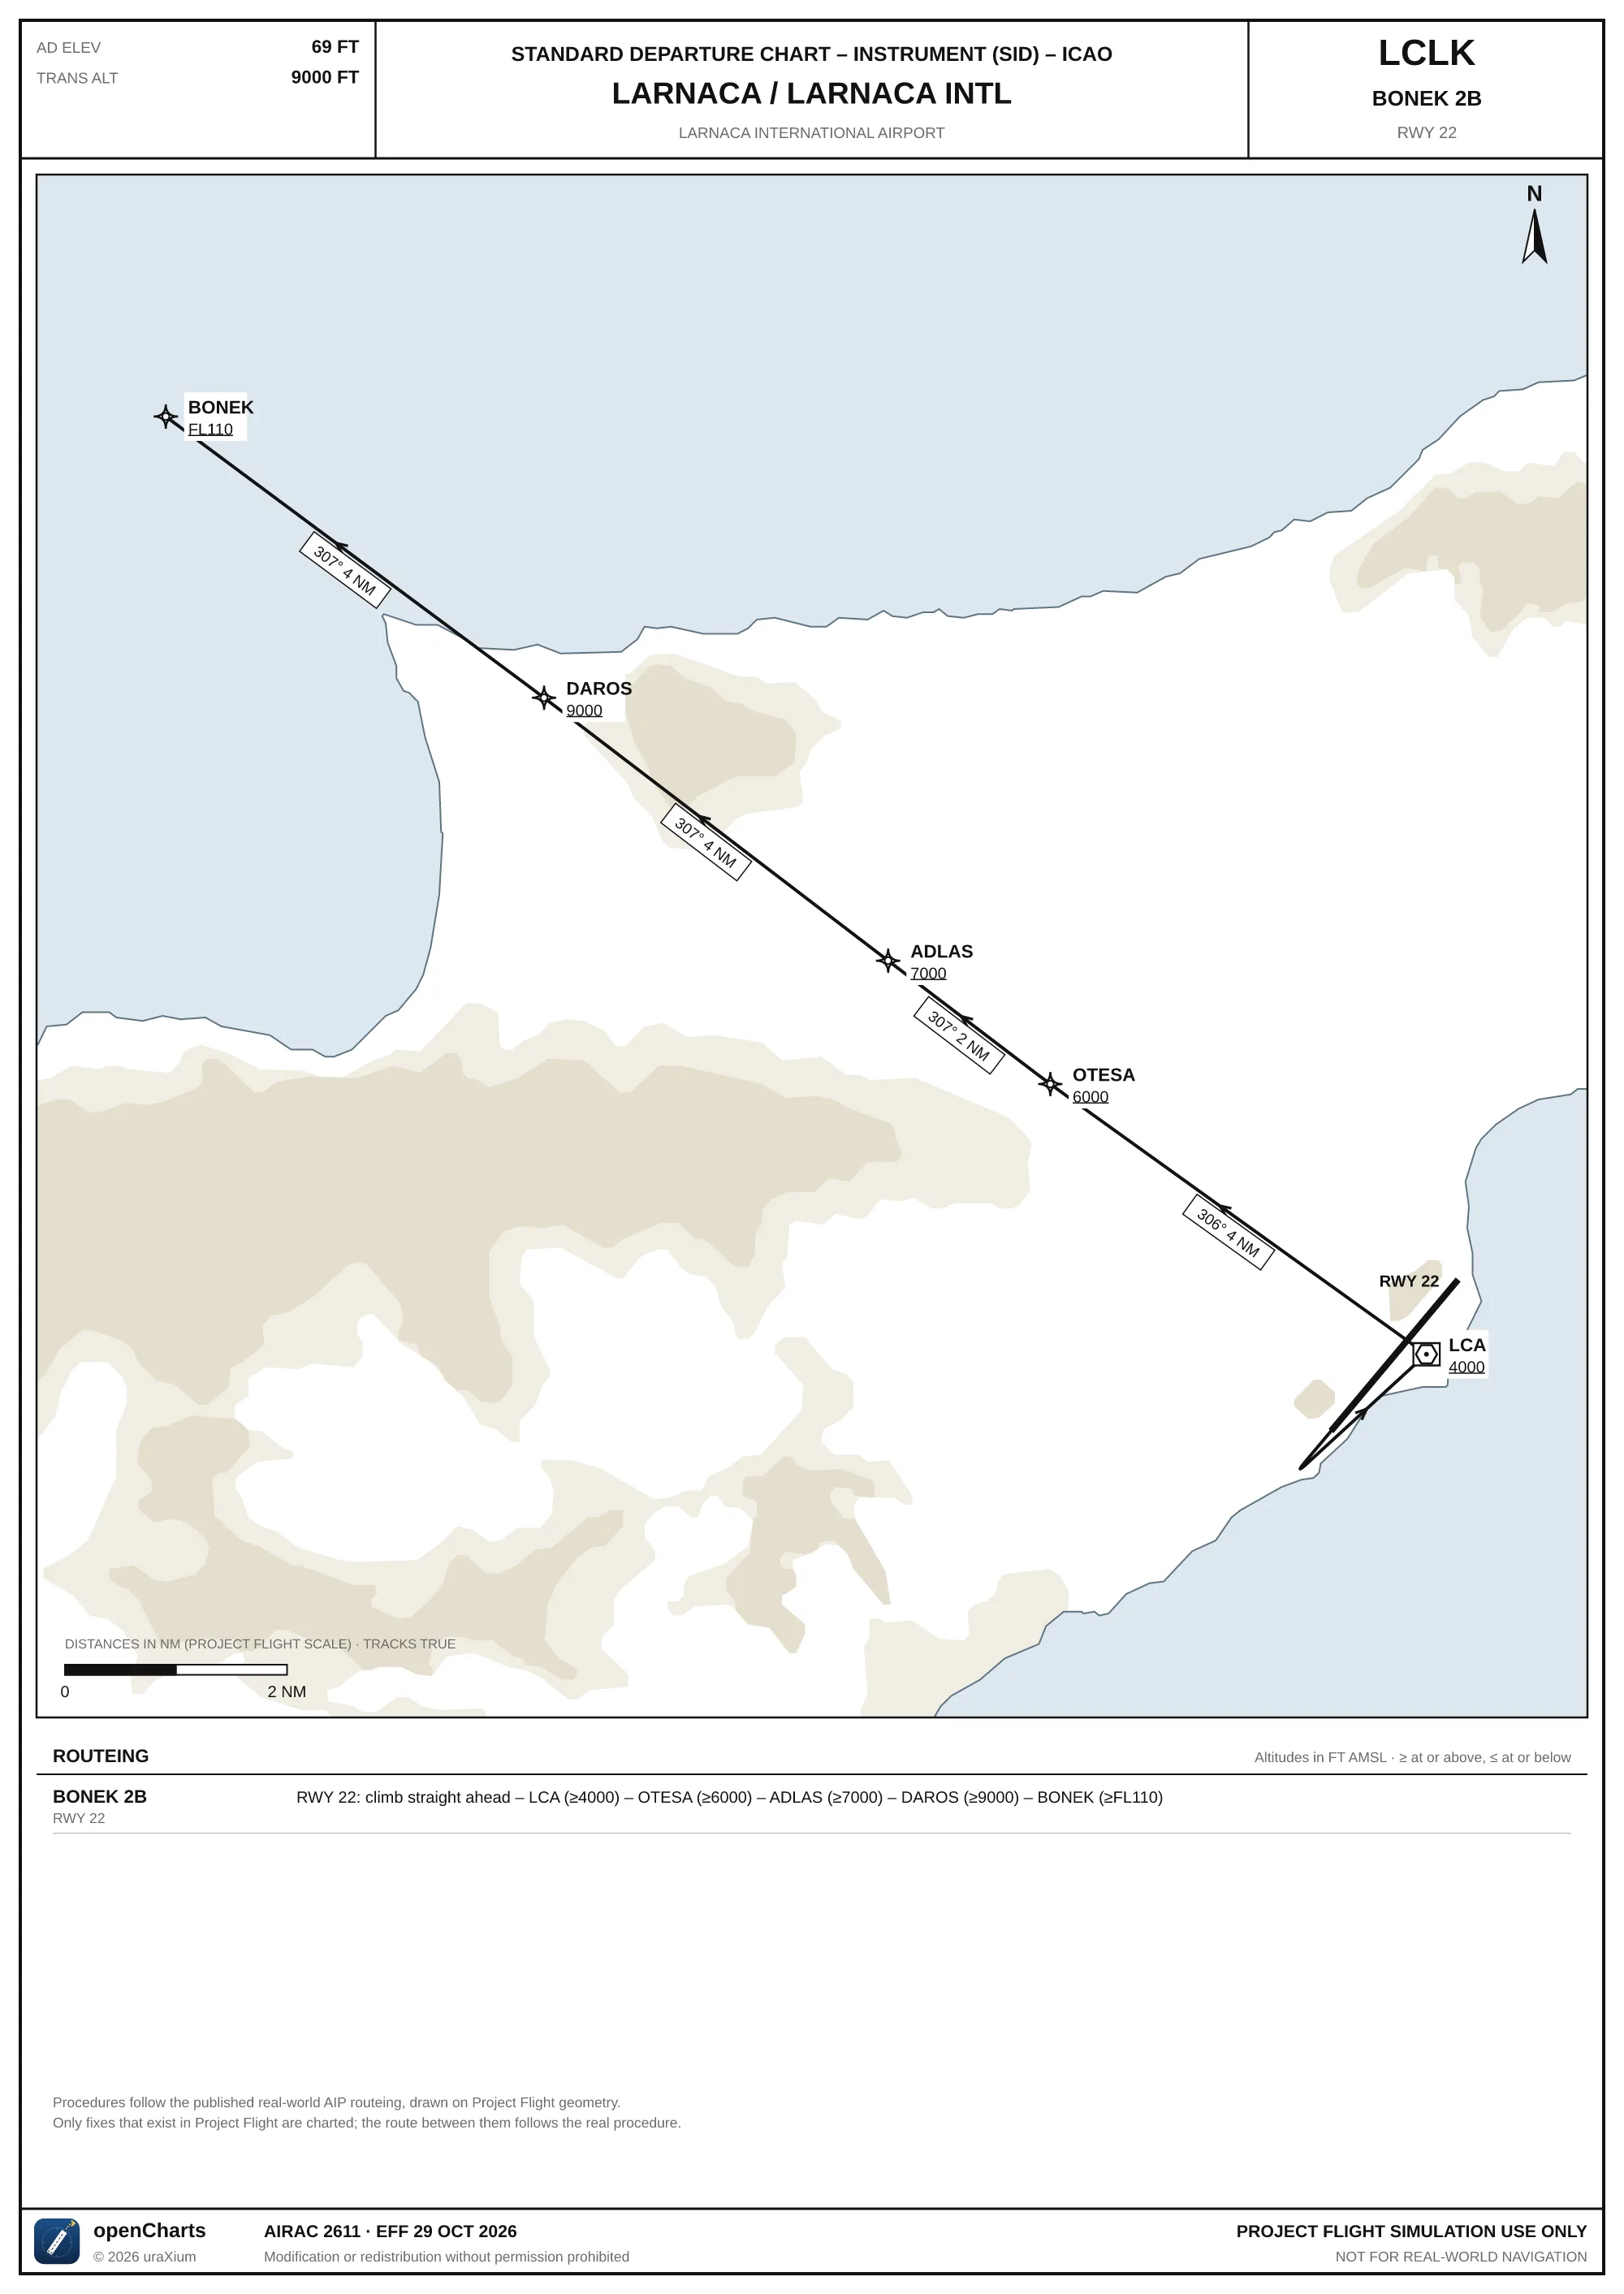 AD ELEV 69 FT
TRANS ALT 9000 FT
STANDARD DEPARTURE CHART – INSTRUMENT (SID) – ICAO
LARNACA / LARNACA INTL
LARNACA INTERNATIONAL AIRPORT
LCLK
BONEK 2B
RWY 22
N
BONEK
FL110
307° 4 NM
DAROS
9000
307° 4 NM
ADLAS
7000
307° 2 NM
OTESA
6000
306° 4 NM
RWY 22
LCA
4000
DISTANCES IN NM (PROJECT FLIGHT SCALE) · TRACKS TRUE
0 2 NM
ROUTEING Altitudes in FT AMSL · ≥ at or above, ≤ at or below
BONEK 2B RWY 22: climb straight ahead – LCA (≥4000) – OTESA (≥6000) – ADLAS (≥7000) – DAROS (≥9000) – BONEK (≥FL110)
RWY 22
Procedures follow the published real-world AIP routeing, drawn on Project Flight geometry.
Only fixes that exist in Project Flight are charted; the route between them follows the real procedure.
openCharts AIRAC 2611 · EFF 29 OCT 2026 PROJECT FLIGHT SIMULATION USE ONLY
© 2026 uraXium Modification or redistribution without permission prohibited NOT FOR REAL-WORLD NAVIGATION